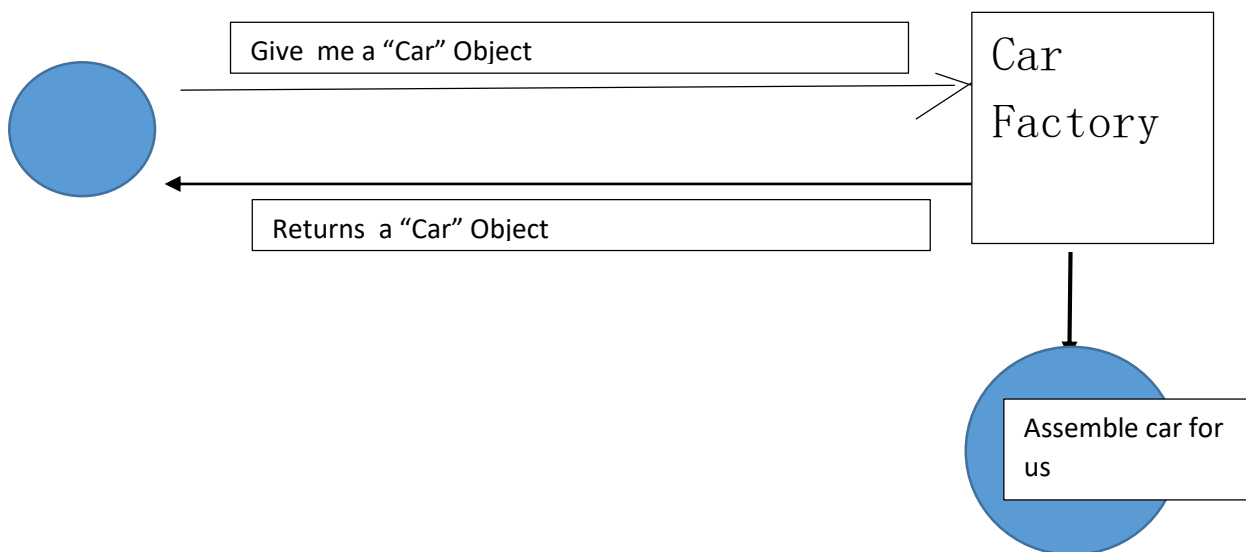 Give  me a “Car” Object
Car
Factory
Returns  a “Car” Object
Assemble car for
us